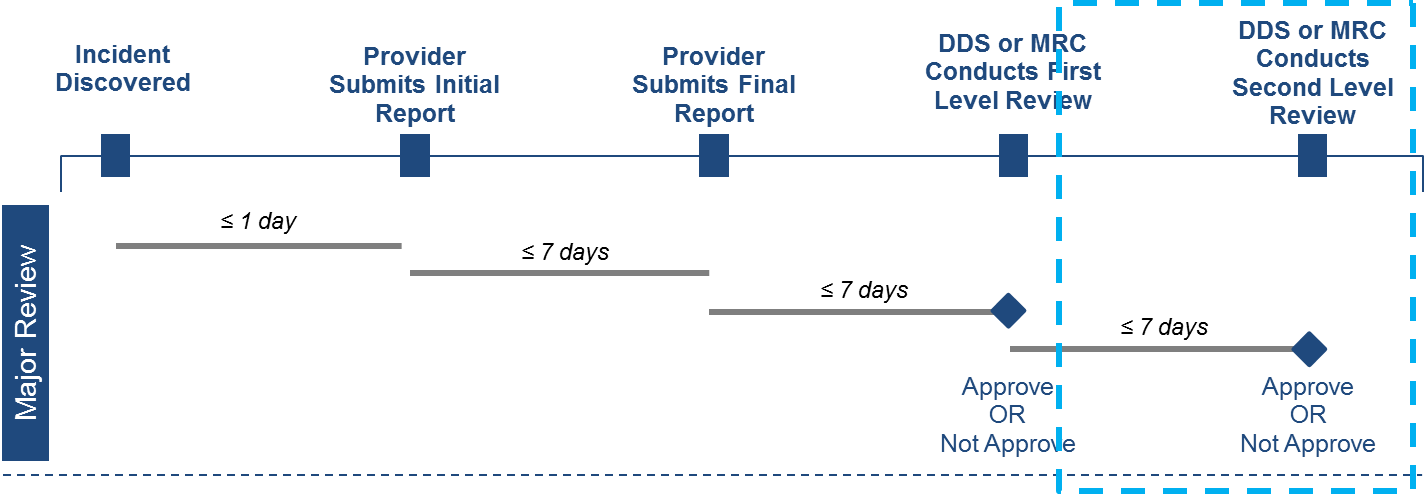 Incident
Discovered
Provider
Submits Initial
Report
Provider
Submits Final
Report
DDS or MRC
Conducts First
Level Review
DDS or MRC
Conducts
Second Level
Review
Major Review
≤ 1 day
≤ 7 days
≤ 7 days
≤ 7 days
Approve
OR
Not Approve
Approve
OR
Not Approve